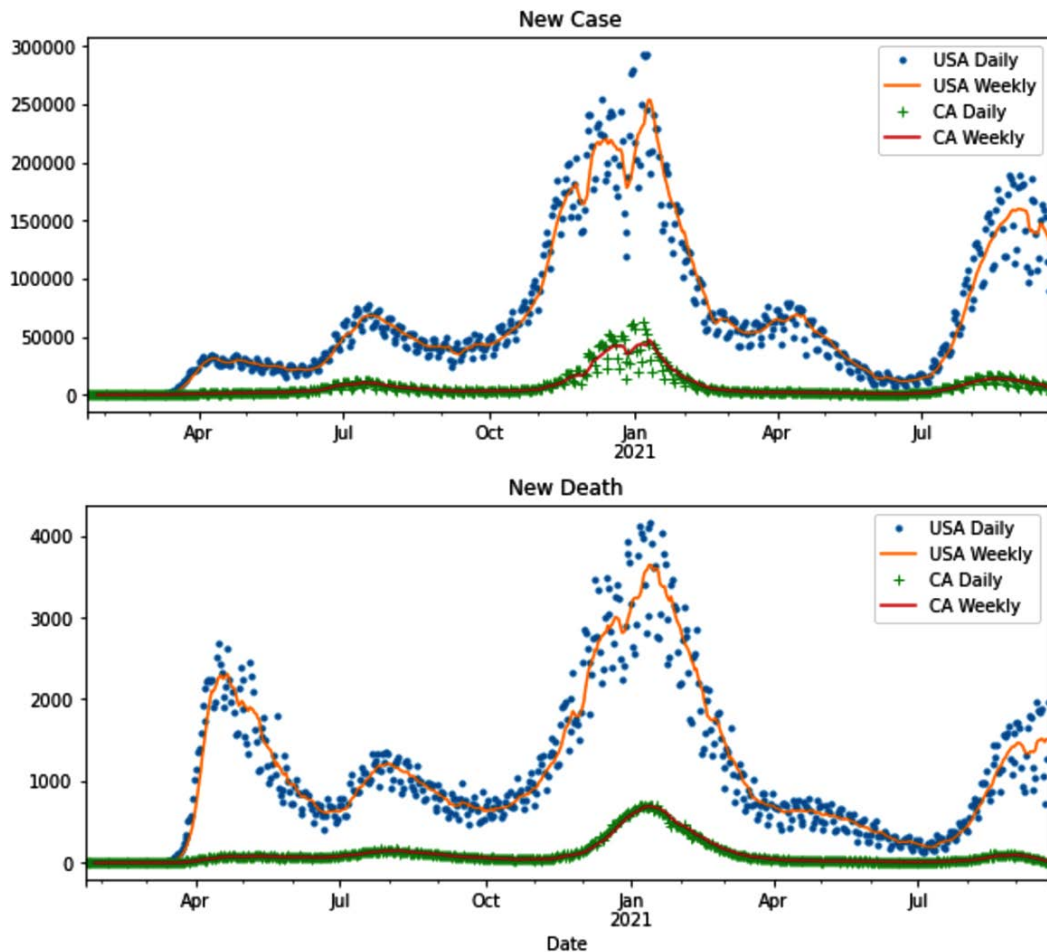 New Case
300000
250000
200000
150000
100000
50000
0
USA Daily
USA Weekly
CA Daily
CA Weekly
Apr Jul Oct Jan Apr Jul
2021
New Death
4000
3000
2000
1000
0
USA Daily
USA Weekly
CA Daily
CA Weekly
Apr Jul Oct Jan Apr Jul
2021
Date